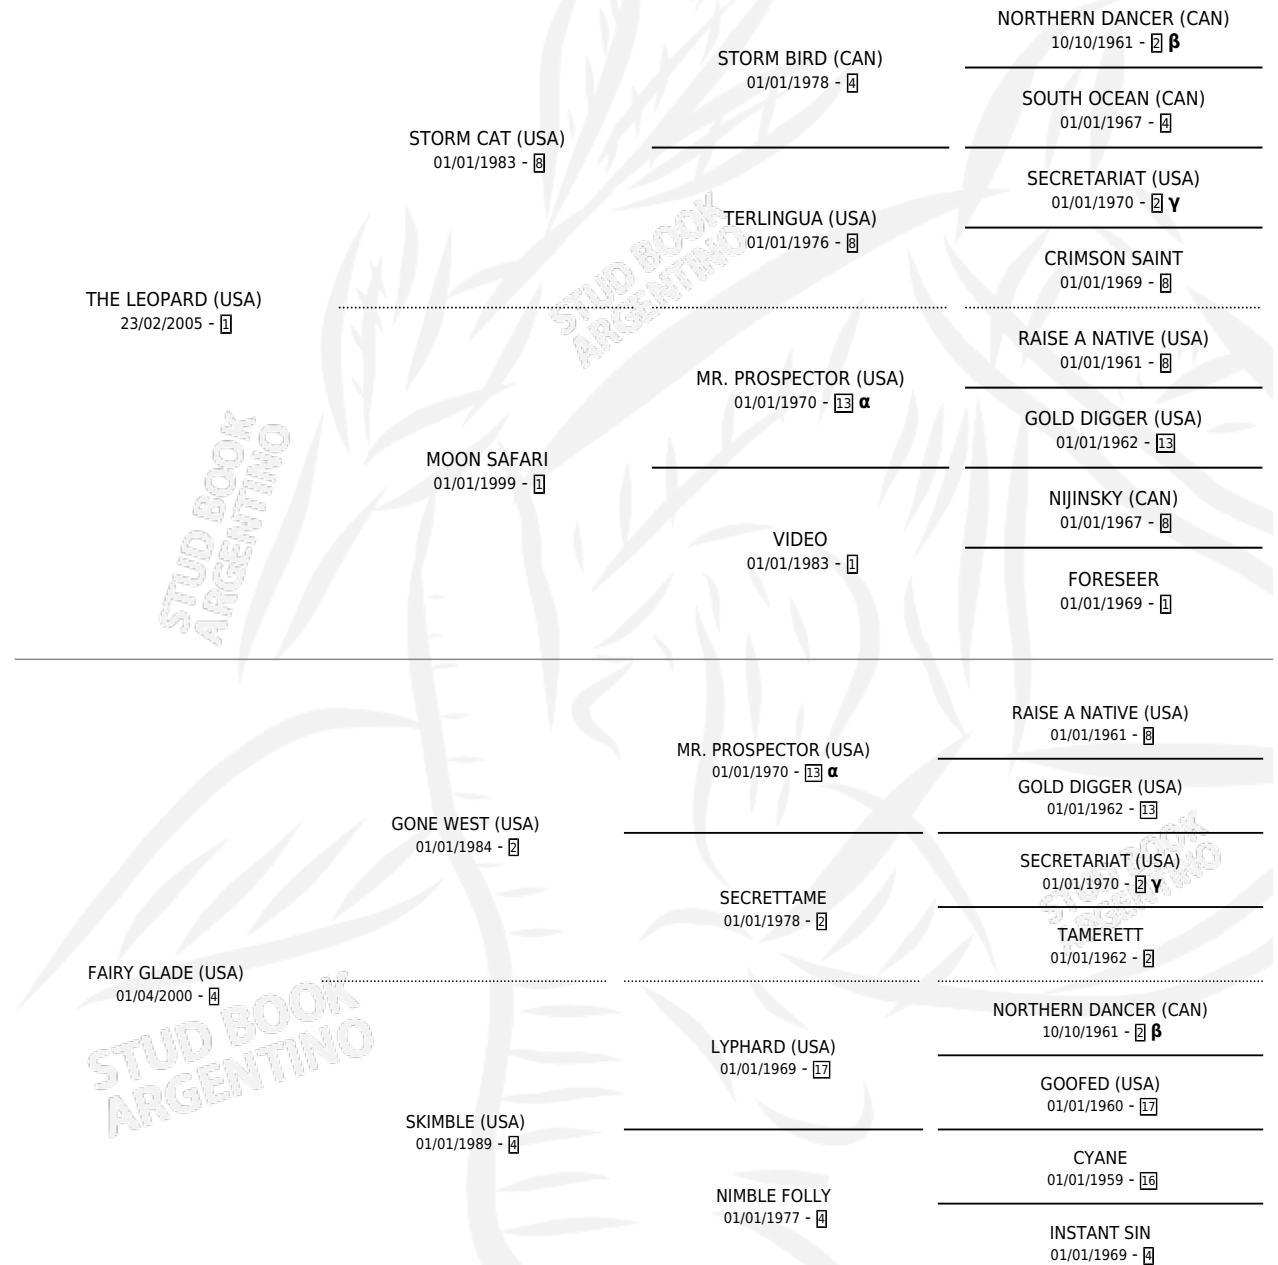 THE LEOPARD (USA)
23/02/2005 - 1
STORM CAT (USA)
01/01/1983 - 8
STORM BIRD (CAN)
01/01/1978 - 4
NORTHERN DANCER (CAN)
10/10/1961 - 2 β
SOUTH OCEAN (CAN)
01/01/1967 - 4
TERLINGUA (USA)
01/01/1976 - 8
SECRETARIAT (USA)
01/01/1970 - 2 γ
CRIMSON SAINT
01/01/1969 - 8
MOON SAFARI
01/01/1999 - 1
MR. PROSPECTOR (USA)
01/01/1970 - 13 α
RAISE A NATIVE (USA)
01/01/1961 - 8
GOLD DIGGER (USA)
01/01/1962 - 13
VIDEO
01/01/1983 - 1
NIJINSKY (CAN)
01/01/1967 - 8
FORESEER
01/01/1969 - 1
FAIRY GLADE (USA)
01/04/2000 - 4
GONE WEST (USA)
01/01/1984 - 2
MR. PROSPECTOR (USA)
01/01/1970 - 13 α
RAISE A NATIVE (USA)
01/01/1961 - 8
GOLD DIGGER (USA)
01/01/1962 - 13
SECRETTAME
01/01/1978 - 2
SECRETARIAT (USA)
01/01/1970 - 2 γ
TAMERETT
01/01/1962 - 2
SKIMBLE (USA)
01/01/1989 - 4
LYPHARD (USA)
01/01/1969 - 17
NORTHERN DANCER (CAN)
10/10/1961 - 2 β
GOOFED (USA)
01/01/1960 - 17
NIMBLE FOLLY
01/01/1977 - 4
CYANE
01/01/1959 - 16
INSTANT SIN
01/01/1969 - 4
STUD BOOK
ARGENTINO
STUD BOOK
ARGENTINO
STUD BOOK
ARGENTINO
STUD BOOK
ARGENTINO